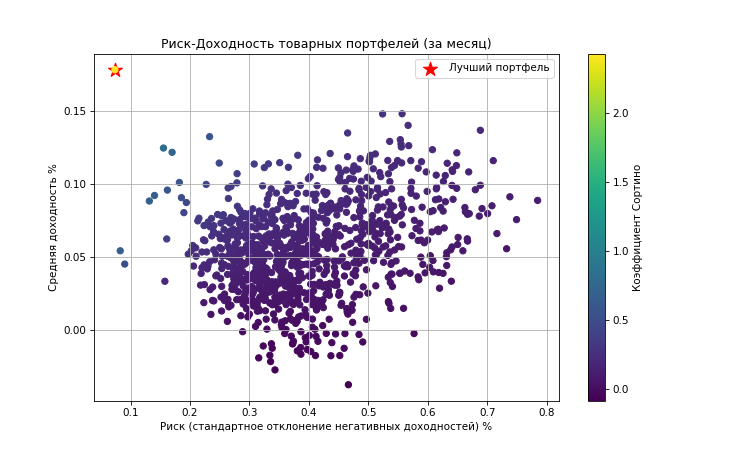 Риск-Доходность товарных портфелей (за месяц)
Лучший портфель
Средняя доходность %
0.15
0.10
0.05
0.00
0.1 0.2 0.3 0.4 0.5 0.6 0.7 0.8
Риск (стандартное отклонение негативных доходностей) %
2.0
1.5
1.0
0.5
0.0
Коэффициент Сортино